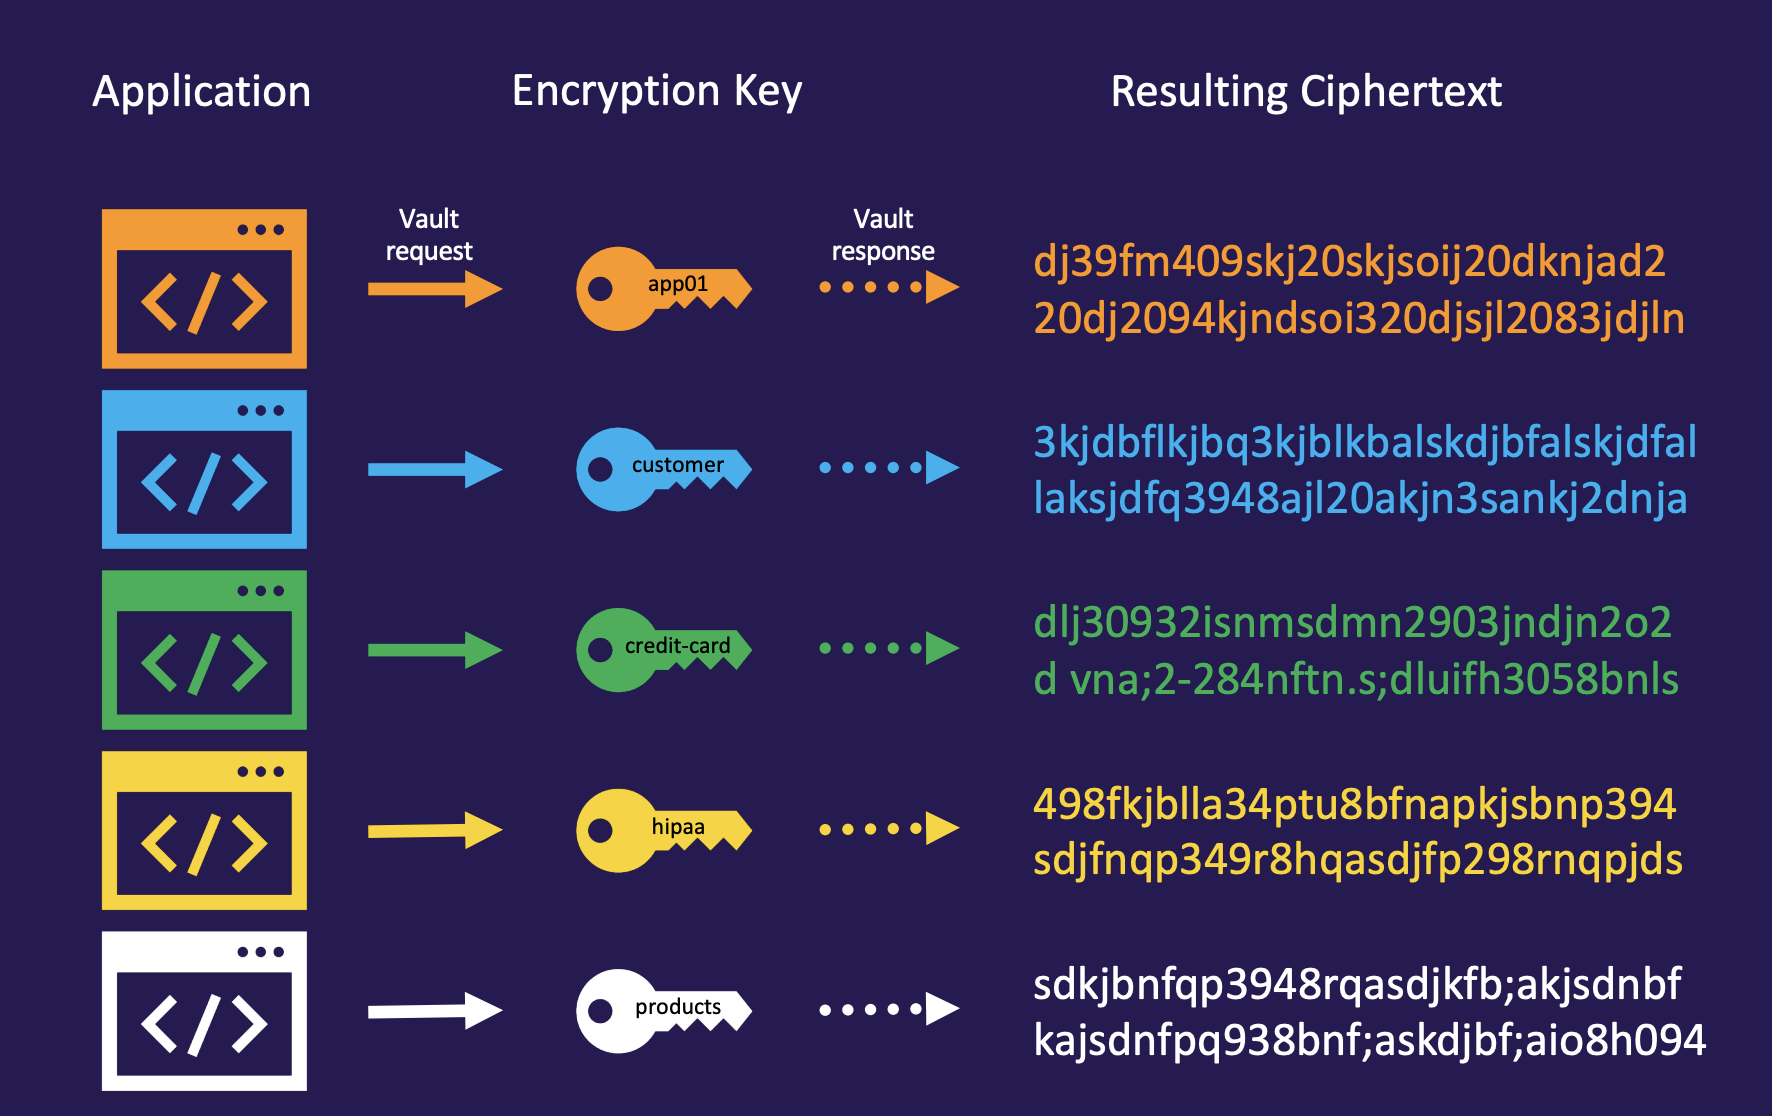 Application
Encryption Key
Resulting Ciphertext
Vault
request
app01
Vault
response
dj39fm409skj20skjsoij20dknjad2
20dj2094kjndsoi320djsjl2083jdjln
customer
3kjdbflkjbq3kjblkbalskdjbfalskjdfal
laksjdfq3948ajl20akjn3sankj2dnja
credit-card
dlj30932isnmsdmn2903jndjn2o2
d vna;2-284nftn.s;dluifh3058bnls
hipaa
498fkjblla34ptu8bfnapkjsbnp394
sdjfnqp349r8hqasdjfp298rnqpjds
products
sdkjbnfqp3948rqasdjkfb;akjsdnbf
kajsdnfpq938bnf;askdjbf;aio8h094